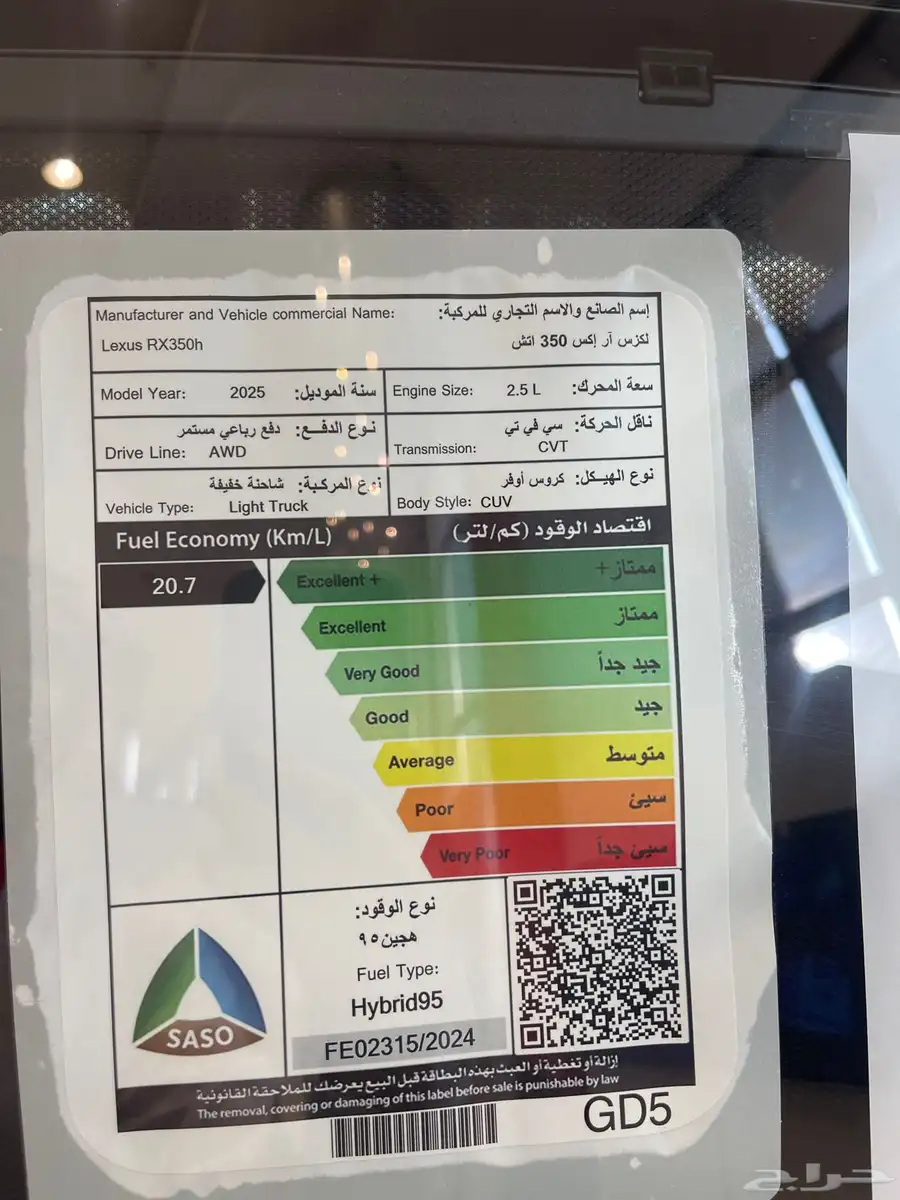 Manufacturer and Vehicle commercial Name: إسم الصانع والاسم التجاري للمركبة:
Lexus RX350h لكزس آر إكس 350 اتش
Model Year: 2025 سنة الموديل:
Engine Size: 2.5 L سعة المحرك:
نوع الدفع: دفع رباعي مستمر
Drive Line: AWD
ناقل الحركة: سي في تي
Transmission: CVT
نوع المركبة: شاحنة خفيفة
Vehicle Type: Light Truck
نوع الهيكل: كروس أوفر
Body Style: CUV
Fuel Economy (Km/L) اقتصاد الوقود (كم/لتر)
20.7
Excellent + ممتاز+
Excellent ممتاز
Very Good جيد جداً
Good جيد
Average متوسط
Poor سيئ
Very Poor سيئ جداً
SASO
نوع الوقود:
هجين ٩٥
Fuel Type:
Hybrid95
FE02315/2024
إزالة أو تغطية أو العبث بهذه البطاقة قبل البيع يعرضك للملاحقة القانونية
The removal, covering or damaging of this label before sale is punishable by law
GD5
حراج